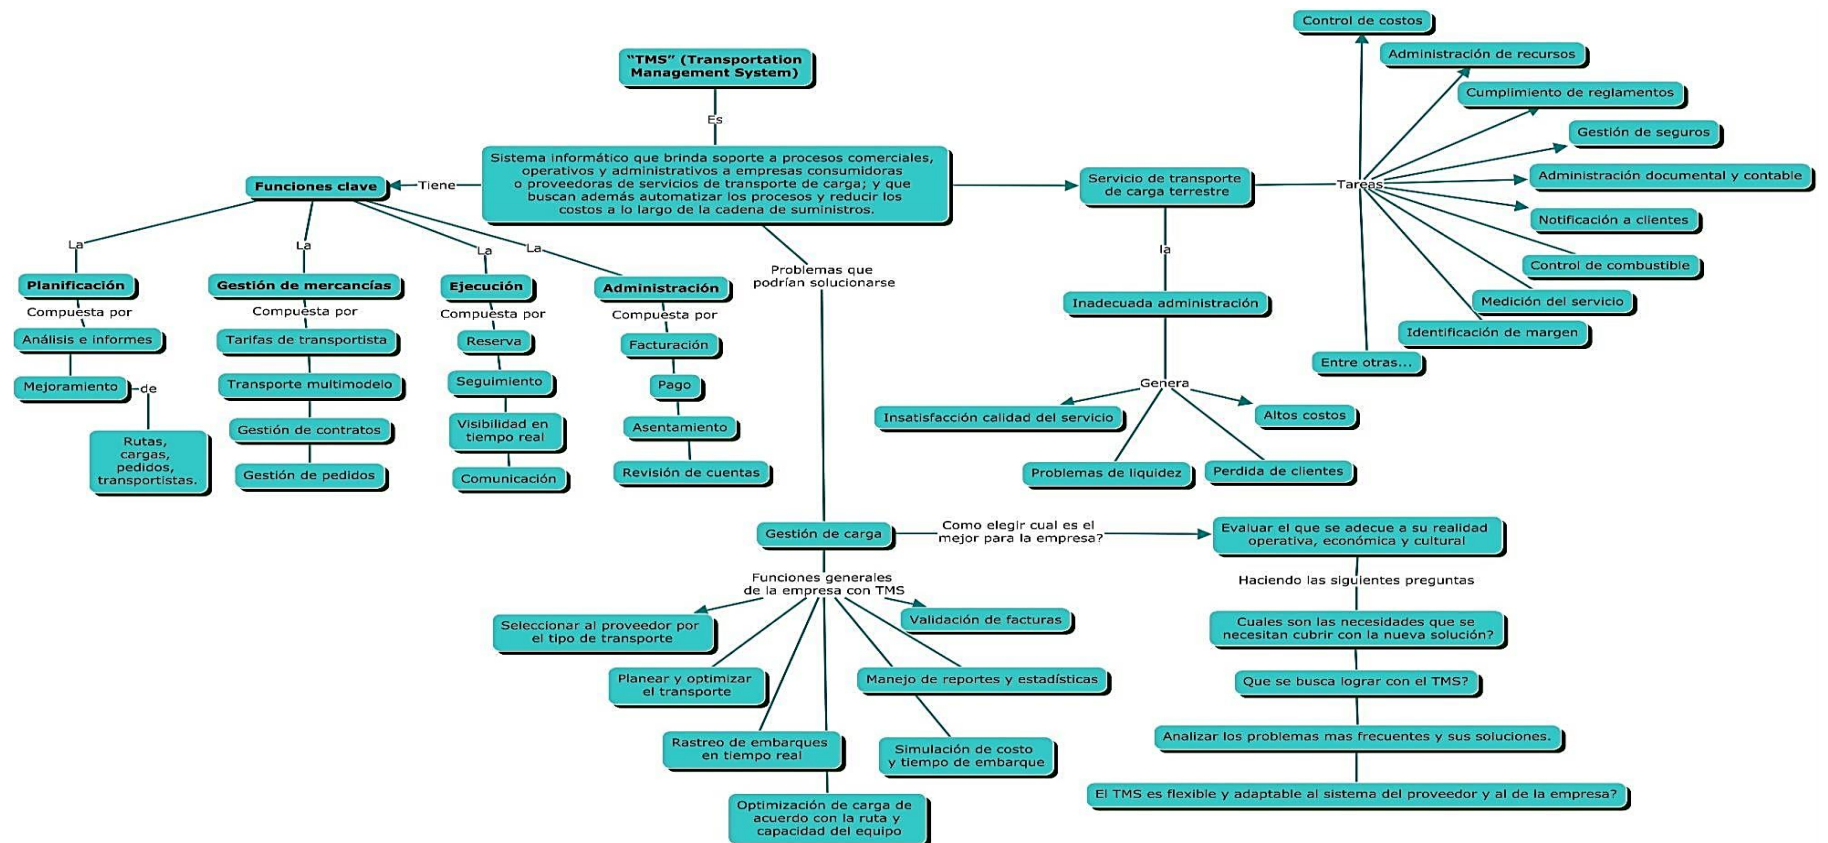 "TMS" (Transportation
Management System)
Es
Sistema informático que brinda soporte a procesos comerciales,
operativos y administrativos a empresas consumidoras
o proveedoras de servicios de transporte de carga; y que
buscan además automatizar los procesos y reducir los
costos a lo largo de la cadena de suministros.
Tiene
Funciones clave
La
La
La
La
Planificación
Compuesta por
Análisis e informes
Mejoramiento
de
Rutas,
cargas,
pedidos,
transportistas.
Gestión de mercancías
Compuesta por
Tarifas de transportista
Transporte multimodelo
Gestión de contratos
Gestión de pedidos
Ejecución
Compuesta por
Reserva
Seguimiento
Visibilidad en
tiempo real
Comunicación
Administración
Compuesta por
Facturación
Pago
Asentamiento
Revisión de cuentas
Servicio de transporte
de carga terrestre
Tareas
Control de costos
Administración de recursos
Cumplimiento de reglamentos
Gestión de seguros
Administración documental y contable
Notificación a clientes
Control de combustible
Medición del servicio
Identificación de margen
Entre otras...
la
Inadecuada administración
Genera
Insatisfacción calidad del servicio
Problemas de liquidez
Perdida de clientes
Altos costos
Problemas que
podrían solucionarse
Gestión de carga
Como elegir cual es el
mejor para la empresa?
Evaluar el que se adecue a su realidad
operativa, económica y cultural
Haciendo las siguientes preguntas
Cuales son las necesidades que se
necesitan cubrir con la nueva solución?
Que se busca lograr con el TMS?
Analizar los problemas mas frecuentes y sus soluciones.
El TMS es flexible y adaptable al sistema del proveedor y al de la empresa?
Funciones generales
de la empresa con TMS
Seleccionar al proveedor por
el tipo de transporte
Planear y optimizar
el transporte
Rastreo de embarques
en tiempo real
Optimización de carga de
acuerdo con la ruta y
capacidad del equipo
Simulación de costo
y tiempo de embarque
Manejo de reportes y estadísticas
Validación de facturas